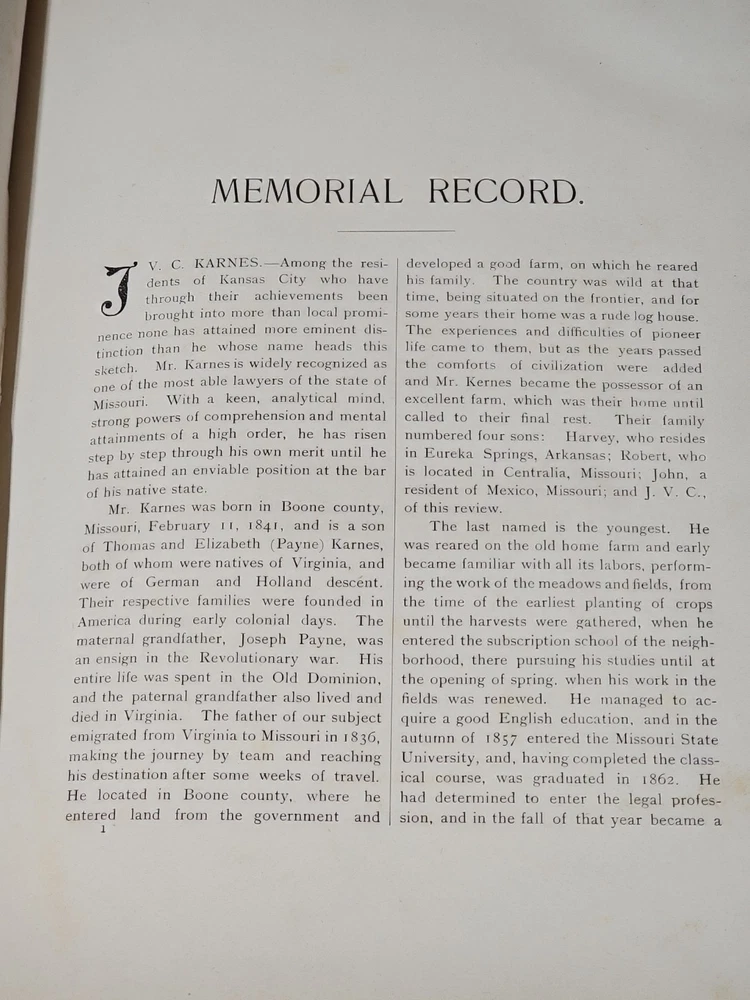 MEMORIAL RECORD.
J V. C. KARNES.—Among the resi-
dents of Kansas City who have
through their achievements been
brought into more than local promi-
nence none has attained more eminent dis-
tinction than he whose name heads this
sketch. Mr. Karnes is widely recognized as
one of the most able lawyers of the state of
Missouri. With a keen, analytical mind,
strong powers of comprehension and mental
attainments of a high order, he has risen
step by step through his own merit until he
has attained an enviable position at the bar
of his native state.
Mr. Karnes was born in Boone county,
Missouri, February 11, 1841, and is a son
of Thomas and Elizabeth (Payne) Karnes,
both of whom were natives of Virginia, and
were of German and Holland descent.
Their respective families were founded in
America during early colonial days. The
maternal grandfather, Joseph Payne, was
an ensign in the Revolutionary war. His
entire life was spent in the Old Dominion,
and the paternal grandfather also lived and
died in Virginia. The father of our subject
emigrated from Virginia to Missouri in 1836,
making the journey by team and reaching
his destination after some weeks of travel.
He located in Boone county, where he
entered land from the government and
1
developed a good farm, on which he reared
his family. The country was wild at that
time, being situated on the frontier, and for
some years their home was a rude log house.
The experiences and difficulties of pioneer
life came to them, but as the years passed
the comforts of civilization were added
and Mr. Kernes became the possessor of an
excellent farm, which was their home until
called to their final rest. Their family
numbered four sons: Harvey, who resides
in Eureka Springs, Arkansas; Robert, who
is located in Centralia, Missouri; John, a
resident of Mexico, Missouri; and J. V. C.,
of this review.
The last named is the youngest. He
was reared on the old home farm and early
became familiar with all its labors, perform-
ing the work of the meadows and fields, from
the time of the earliest planting of crops
until the harvests were gathered, when he
entered the subscription school of the neigh-
borhood, there pursuing his studies until at
the opening of spring, when his work in the
fields was renewed. He managed to ac-
quire a good English education, and in the
autumn of 1857 entered the Missouri State
University, and, having completed the class-
ical course, was graduated in 1862. He
had determined to enter the legal profes-
sion, and in the fall of that year became a